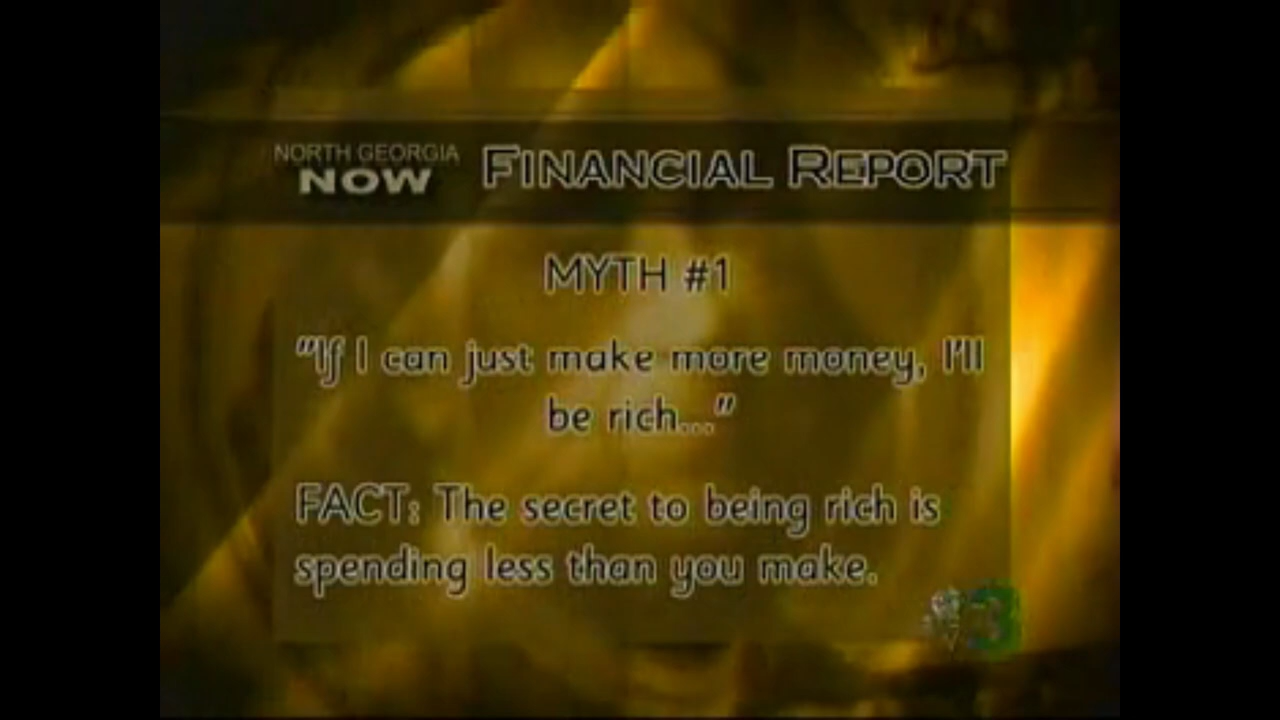 NORTH GEORGIA
NOW
FINANCIAL REPORT
MYTH #1
"If I can just make more money, I'll
be rich..."
FACT: The secret to being rich is
spending less than you make.
3